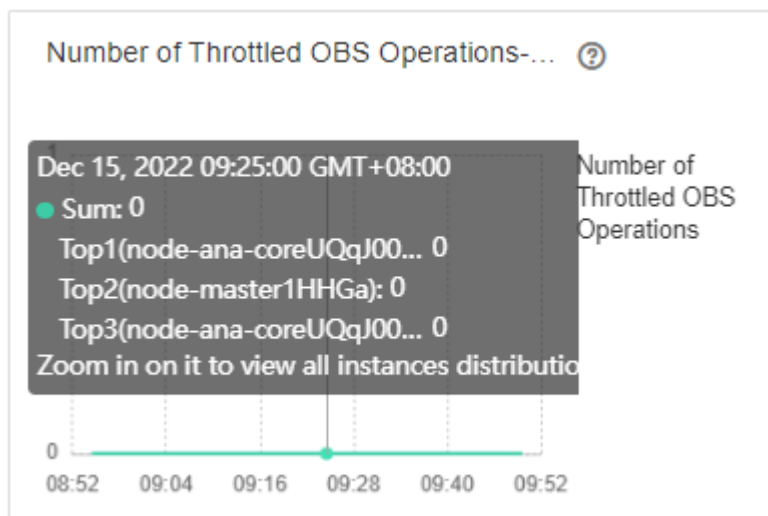 Number of Throttled OBS Operations-...
1
Dec 15, 2022 09:25:00 GMT+08:00
Sum: 0
Top1(node-ana-coreUQqJ00... 0
Top2(node-master1HHGa): 0
Top3(node-ana-coreUQqJ00... 0
Zoom in on it to view all instances distributio
Number of
Throttled OBS
Operations
0
08:52 09:04 09:16 09:28 09:40 09:52